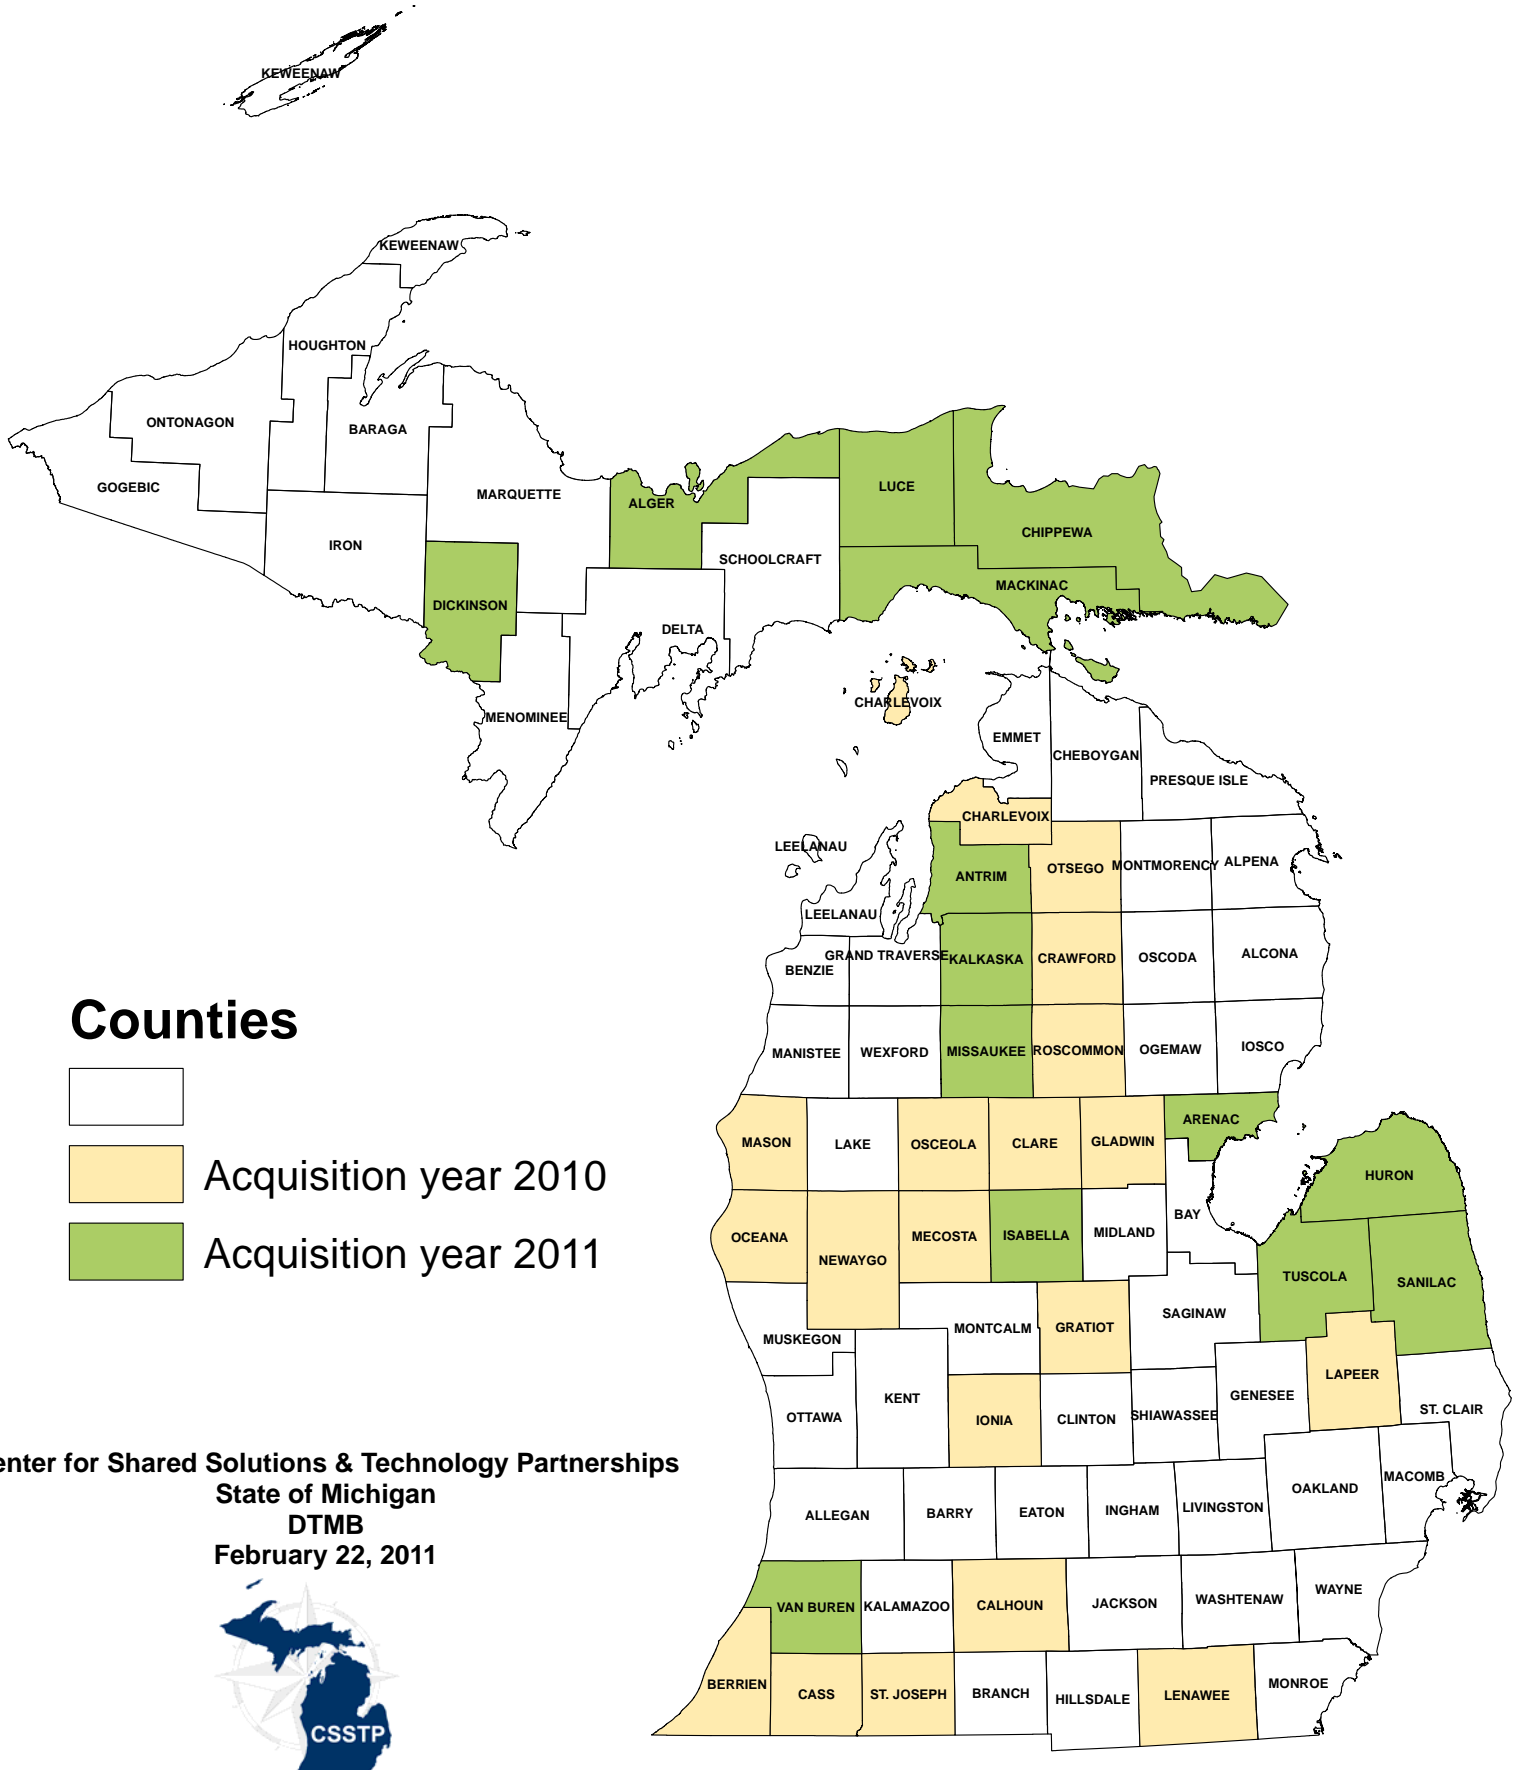 KEWEENAW
KEWEENAW
HOUGHTON
ONTONAGON
BARAGA
GOGEBIC
MARQUETTE
ALGER
LUCE
CHIPPEWA
IRON
SCHOOLCRAFT
MACKINAC
DICKINSON
DELTA
CHARLEVOIX
MENOMINEE
EMMET
CHEBOYGAN
PRESQUE ISLE
CHARLEVOIX
LEELANAU
ANTRIM
OTSEGO
MONTMORENCY
ALPENA
LEELANAU
BENZIE
GRAND TRAVERSE
KALKASKA
CRAWFORD
OSCODA
ALCONA
Counties
MANISTEE
WEXFORD
MISSAUKEE
ROSCOMMON
OGEMAW
IOSCO
MASON
LAKE
OSCEOLA
CLARE
GLADWIN
ARENAC
Acquisition year 2010
HURON
OCEANA
NEWAYGO
MECOSTA
ISABELLA
MIDLAND
BAY
Acquisition year 2011
TUSCOLA
SANILAC
MUSKEGON
MONTCALM
GRATIOT
SAGINAW
LAPEER
OTTAWA
KENT
IONIA
CLINTON
SHIAWASSEE
GENESEE
ST. CLAIR
enter for Shared Solutions & Technology Partnerships
State of Michigan
DTMB
February 22, 2011
ALLEGAN
BARRY
EATON
INGHAM
LIVINGSTON
OAKLAND
MACOMB
VAN BUREN
KALAMAZOO
CALHOUN
JACKSON
WASHTENAW
WAYNE
BERRIEN
CASS
ST. JOSEPH
BRANCH
HILLSDALE
LENAWEE
MONROE
CSSTP